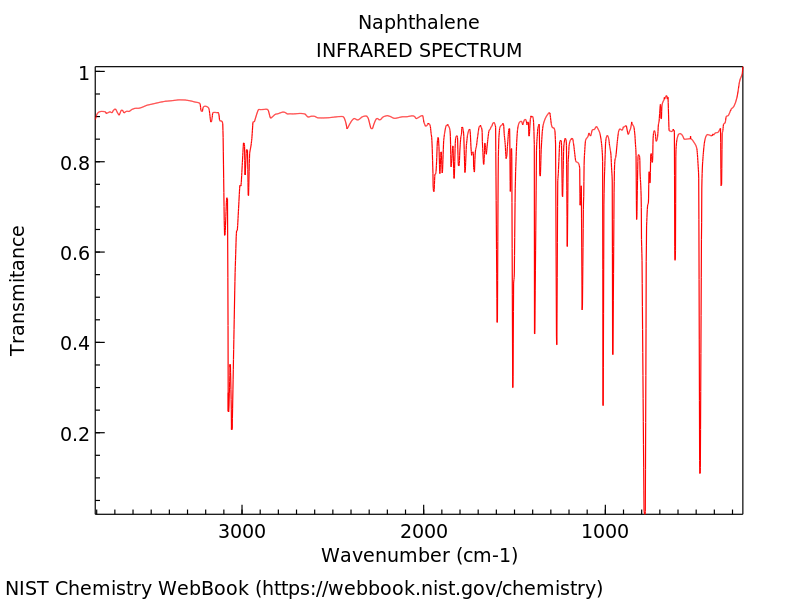 Naphthalene
INFRARED SPECTRUM
1
0.8
0.6
0.4
0.2
Transmitance
3000 2000 1000
Wavenumber (cm-1)
NIST Chemistry WebBook (https://webbook.nist.gov/chemistry)